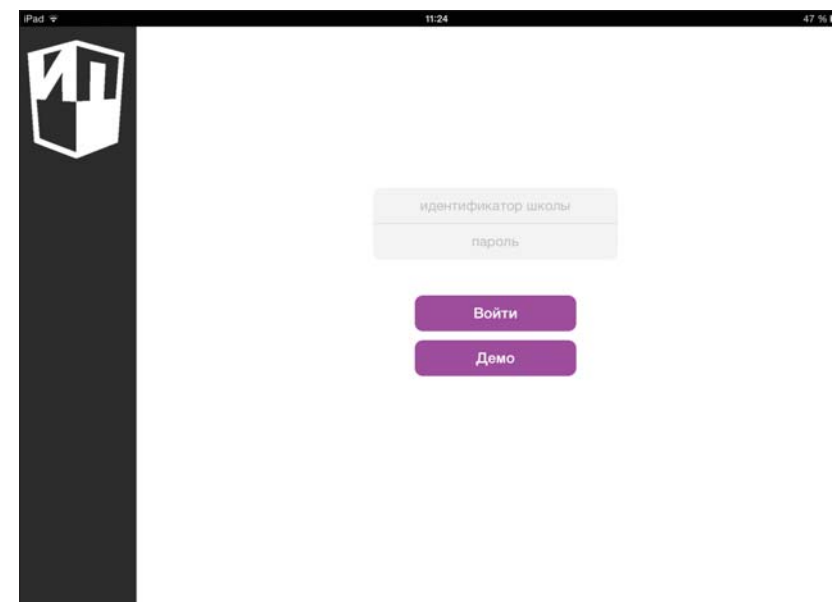 iPad 11:24 47 %
ИП
идентификатор школы
пароль
Войти
Демо